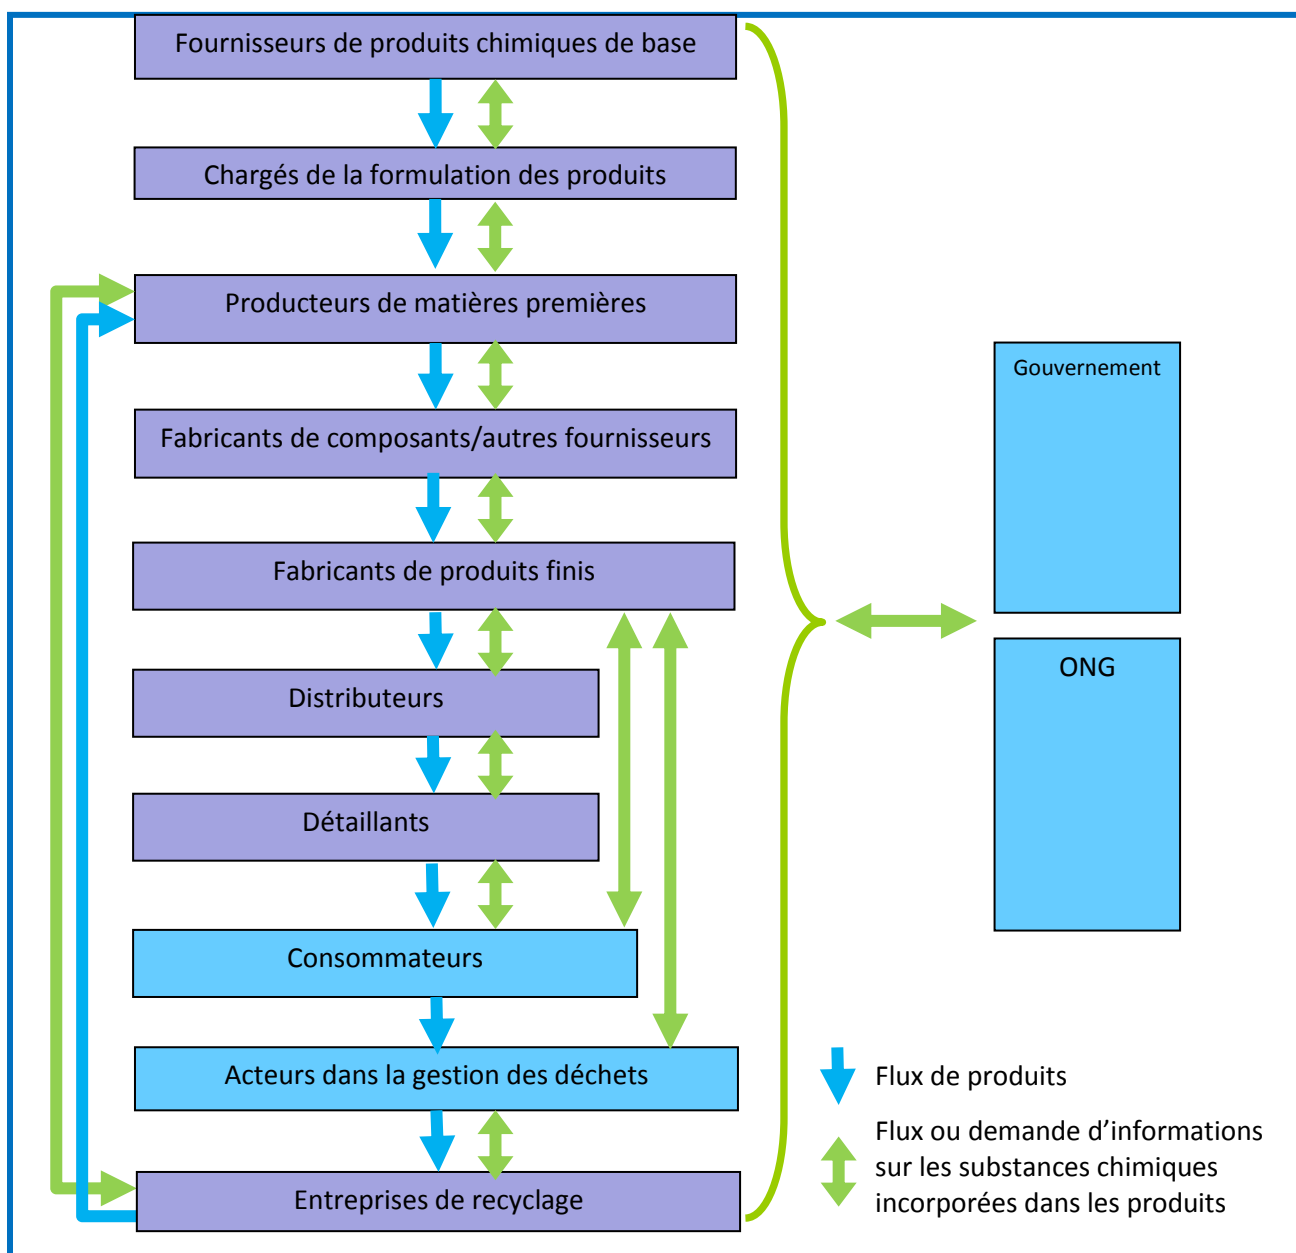 Fournisseurs de produits chimiques de base
Chargés de la formulation des produits
Producteurs de matières premières
Fabricants de composants/autres fournisseurs
Fabricants de produits finis
Distributeurs
Détaillants
Consommateurs
Acteurs dans la gestion des déchets
Entreprises de recyclage
Gouvernement
ONG
Flux de produits
Flux ou demande d’informations
sur les substances chimiques
incorporées dans les produits